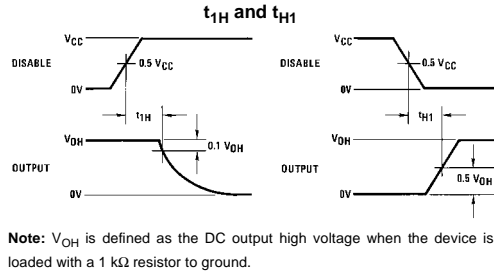 t1H and tH1
VCC
DISABLE
0.5 VCC
0V
t1H
VOH
0.1 VOH
OUTPUT
0V
VCC
DISABLE
0.5 VCC
0V
tH1
VOH
OUTPUT
0.5 VOH
0V
Note: VOH is defined as the DC output high voltage when the device is
loaded with a 1 kΩ resistor to ground.